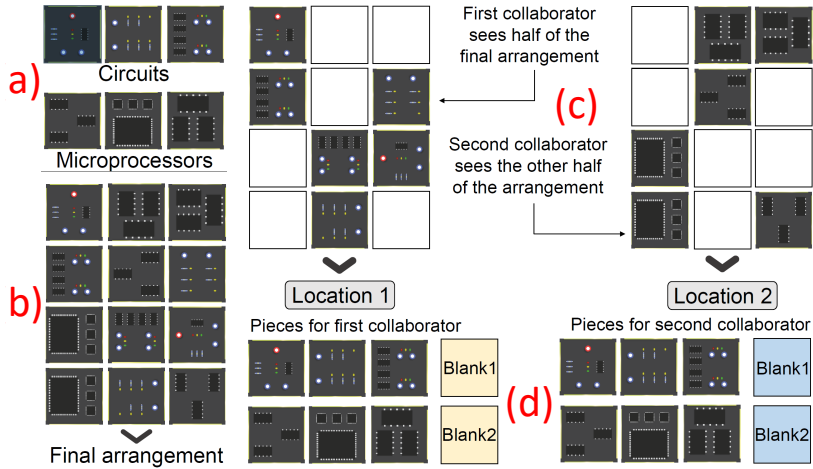 a)
Circuits
Microprocessors
b)
Final arrangement
First collaborator
sees half of the
final arrangement
(c)
Second collaborator
sees the other half
of the arrangement
Location 1
Pieces for first collaborator
Blank1
Blank2
(d)
Location 2
Pieces for second collaborator
Blank1
Blank2